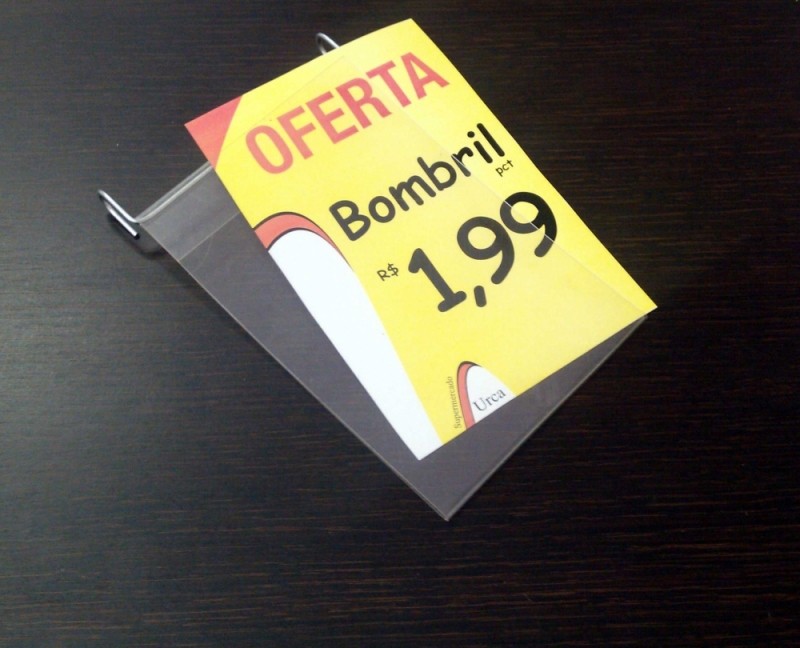 OFERTA
Bombril
pct
R$ 1,99
Supermercado
Urca